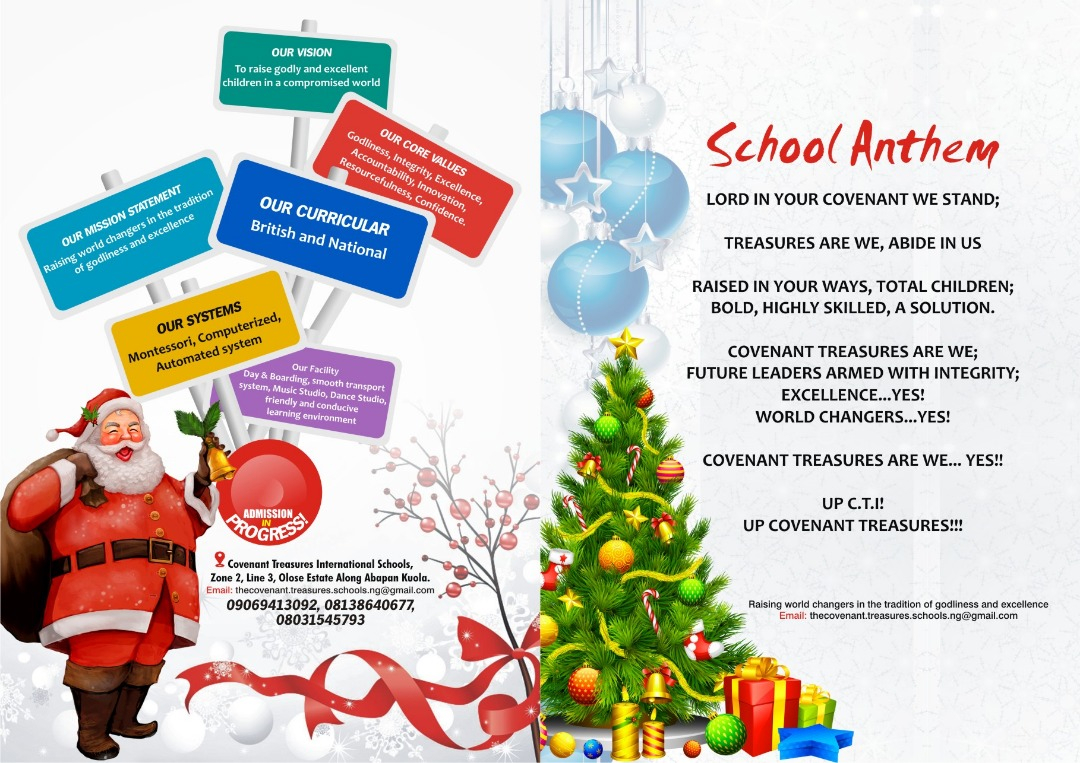 OUR VISION
To raise godly and excellent
children in a compromised world
OUR CORE VALUES
Godliness, Integrity, Excellence,
Accountability, Innovation,
Resourcefulness, Confidence.
OUR MISSION STATEMENT
Raising world changers in the tradition
of godliness and excellence
OUR CURRICULAR
British and National
OUR SYSTEMS
Montessori, Computerized,
Automated system
Our Facility
Day & Boarding, smooth transport
system, Music Studio, Dance Studio,
friendly and conducive
learning environment
ADMISSION
IN
PROGRESS!
Covenant Treasures International Schools,
Zone 2, Line 3, Olose Estate Along Abapan Kuola.
Email: thecovenant.treasures.schools.ng@gmail.com
09069413092, 08138640677,
08031545793
School Anthem
LORD IN YOUR COVENANT WE STAND;
TREASURES ARE WE, ABIDE IN US
RAISED IN YOUR WAYS, TOTAL CHILDREN;
BOLD, HIGHLY SKILLED, A SOLUTION.
COVENANT TREASURES ARE WE;
FUTURE LEADERS ARMED WITH INTEGRITY;
EXCELLENCE...YES!
WORLD CHANGERS...YES!
COVENANT TREASURES ARE WE... YES!!
UP C.T.I!
UP COVENANT TREASURES!!!
Raising world changers in the tradition of godliness and excellence
Email: thecovenant.treasures.schools.ng@gmail.com